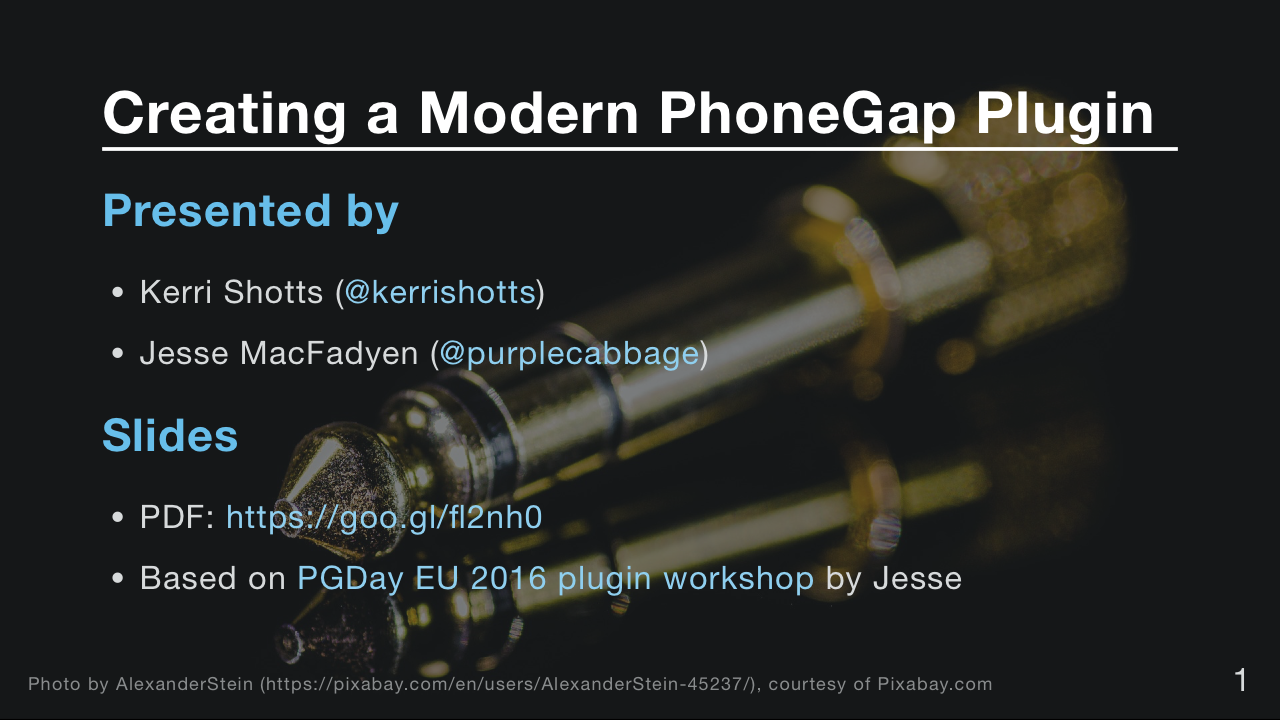 Creating a Modern PhoneGap Plugin
Presented by
• Kerri Shotts (@kerrishotts)
• Jesse MacFadyen (@purplecabbage)
Slides
• PDF: https://goo.gl/fl2nh0
• Based on PGDay EU 2016 plugin workshop by Jesse
Photo by AlexanderStein (https://pixabay.com/en/users/AlexanderStein-45237/), courtesy of Pixabay.com
1